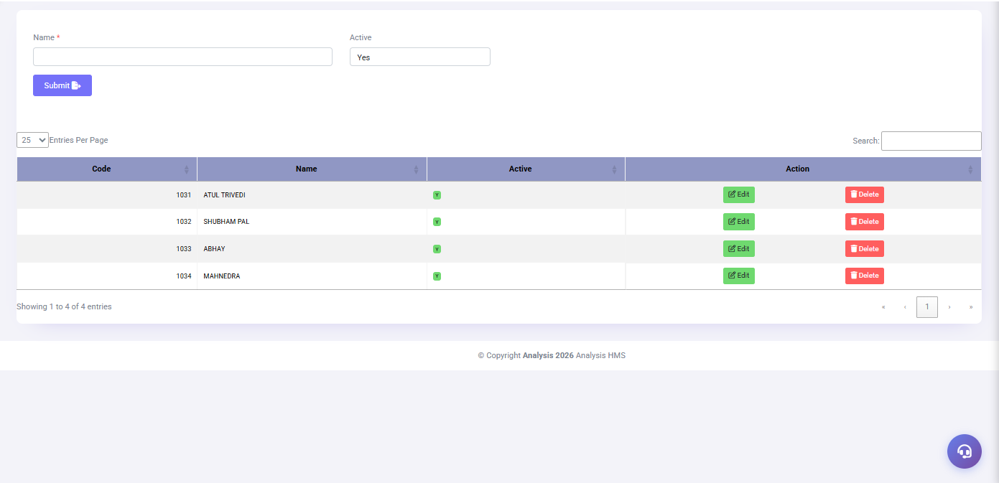 Name * Active
Yes
Submit
25 Entries Per Page Search:
Code Name Active Action
1031 ATUL TRIVEDI Y Edit Delete
1032 SHUBHAM PAL Y Edit Delete
1033 ABHAY Y Edit Delete
1034 MAHNEDRA Y Edit Delete
Showing 1 to 4 of 4 entries « ‹ 1 › »
© Copyright Analysis 2026 Analysis HMS